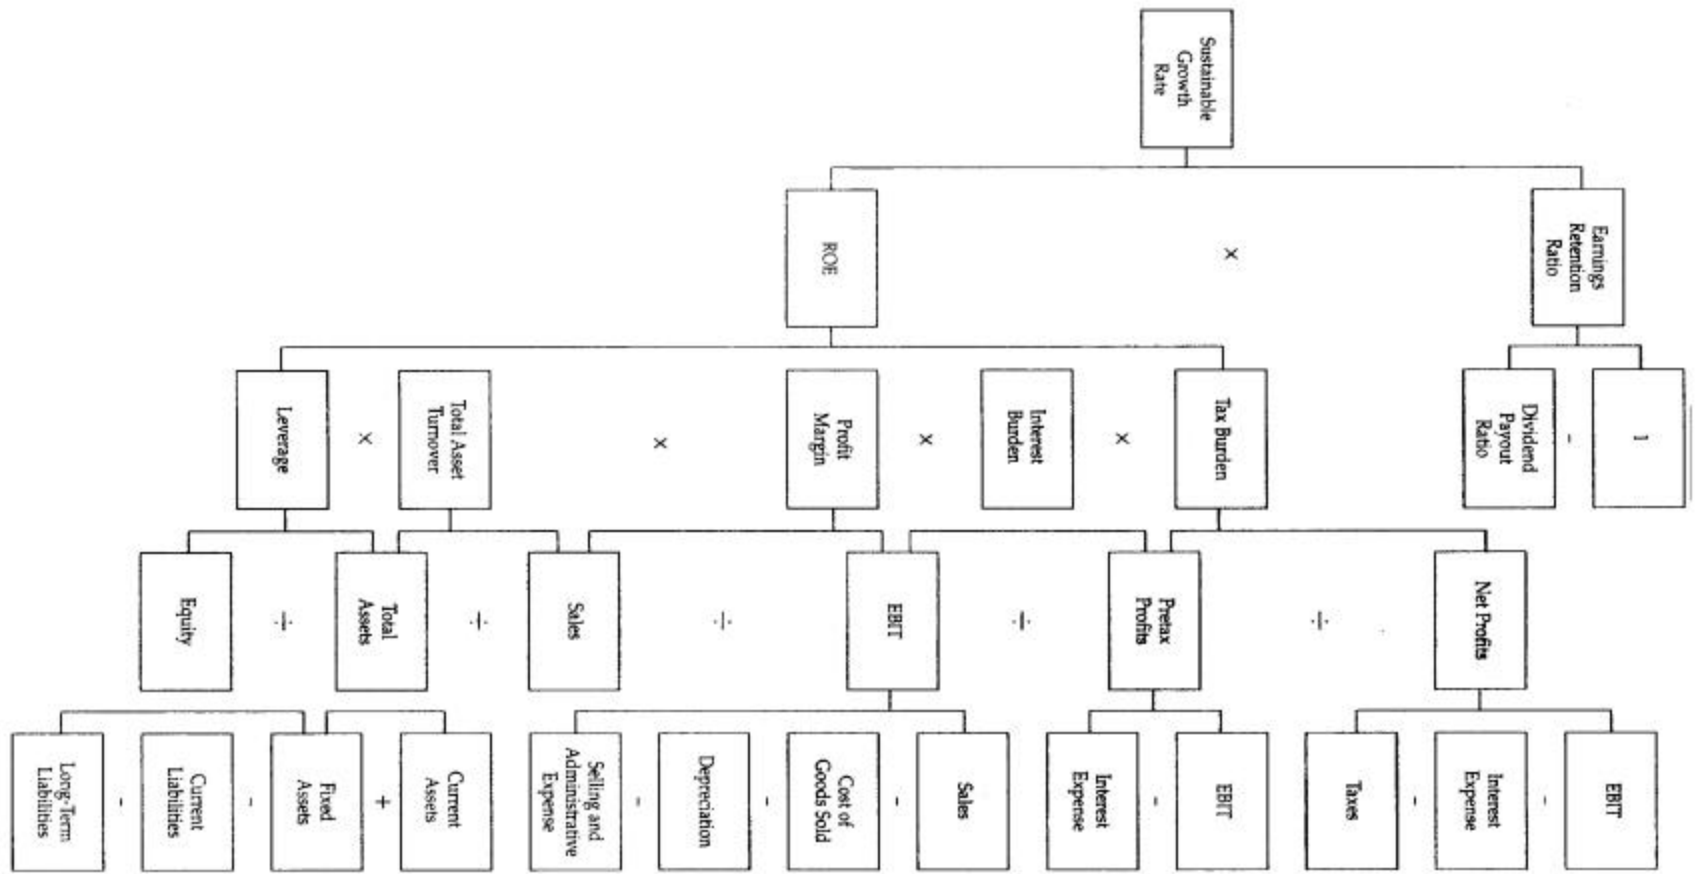 Sustainable
Growth
Rate
Earnings
Retention
Ratio
×
ROE
1
-
Dividend
Payout
Ratio
Tax Burden
×
Interest
Burden
×
Profit
Margin
×
Total Asset
Turnover
×
Leverage
Net Profits
÷
Pretax
Profits
÷
EBIT
÷
Sales
÷
Total
Assets
÷
Equity
EBIT
-
Interest
Expense
-
Taxes
EBIT
-
Interest
Expense
Sales
-
Cost of
Goods Sold
-
Depreciation
-
Selling and
Administrative
Expense
Current
Assets
+
Fixed
Assets
-
Current
Liabilities
-
Long-Term
Liabilities